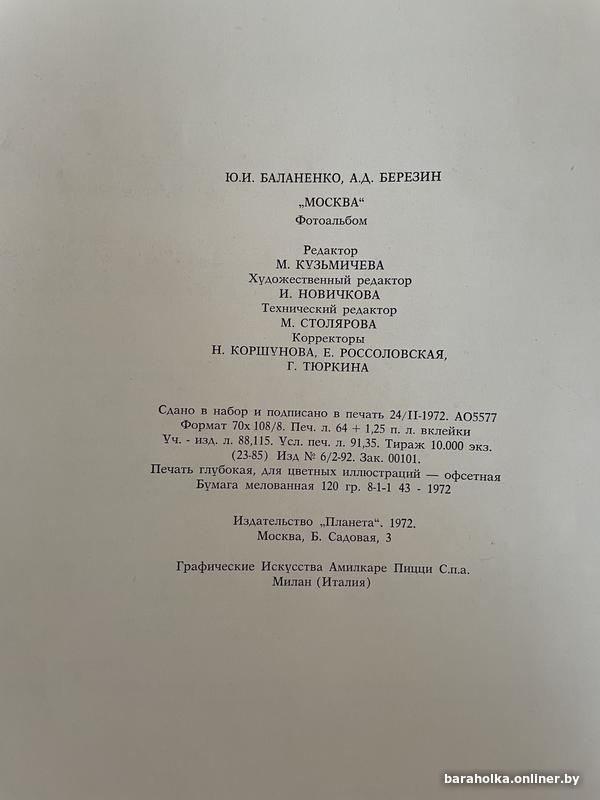 Ю.И. БАЛАНЕНКО, А.Д. БЕРЕЗИН
„МОСКВА“
Фотоальбом
Редактор
М. КУЗЬМИЧЕВА
Художественный редактор
И. НОВИЧКОВА
Технический редактор
М. СТОЛЯРОВА
Корректоры
Н. КОРШУНОВА, Е. РОССОЛОВСКАЯ,
Г. ТЮРКИНА
Сдано в набор и подписано в печать 24/II-1972. АО5577
Формат 70x108/8. Печ. л. 64 + 1,25 п. л. вклейки
Уч. - изд. л. 88,115. Усл. печ. л. 91,35. Тираж 10.000 экз.
(23-85) Изд № 6/2-92. Зак. 00101.
Печать глубокая, для цветных иллюстраций — офсетная
Бумага мелованная 120 гр. 8-1-1 43 - 1972
Издательство „Планета“. 1972.
Москва, Б. Садовая, 3
Графические Искусства Амилкаре Пицци С.п.а.
Милан (Италия)
baraholka.onliner.by